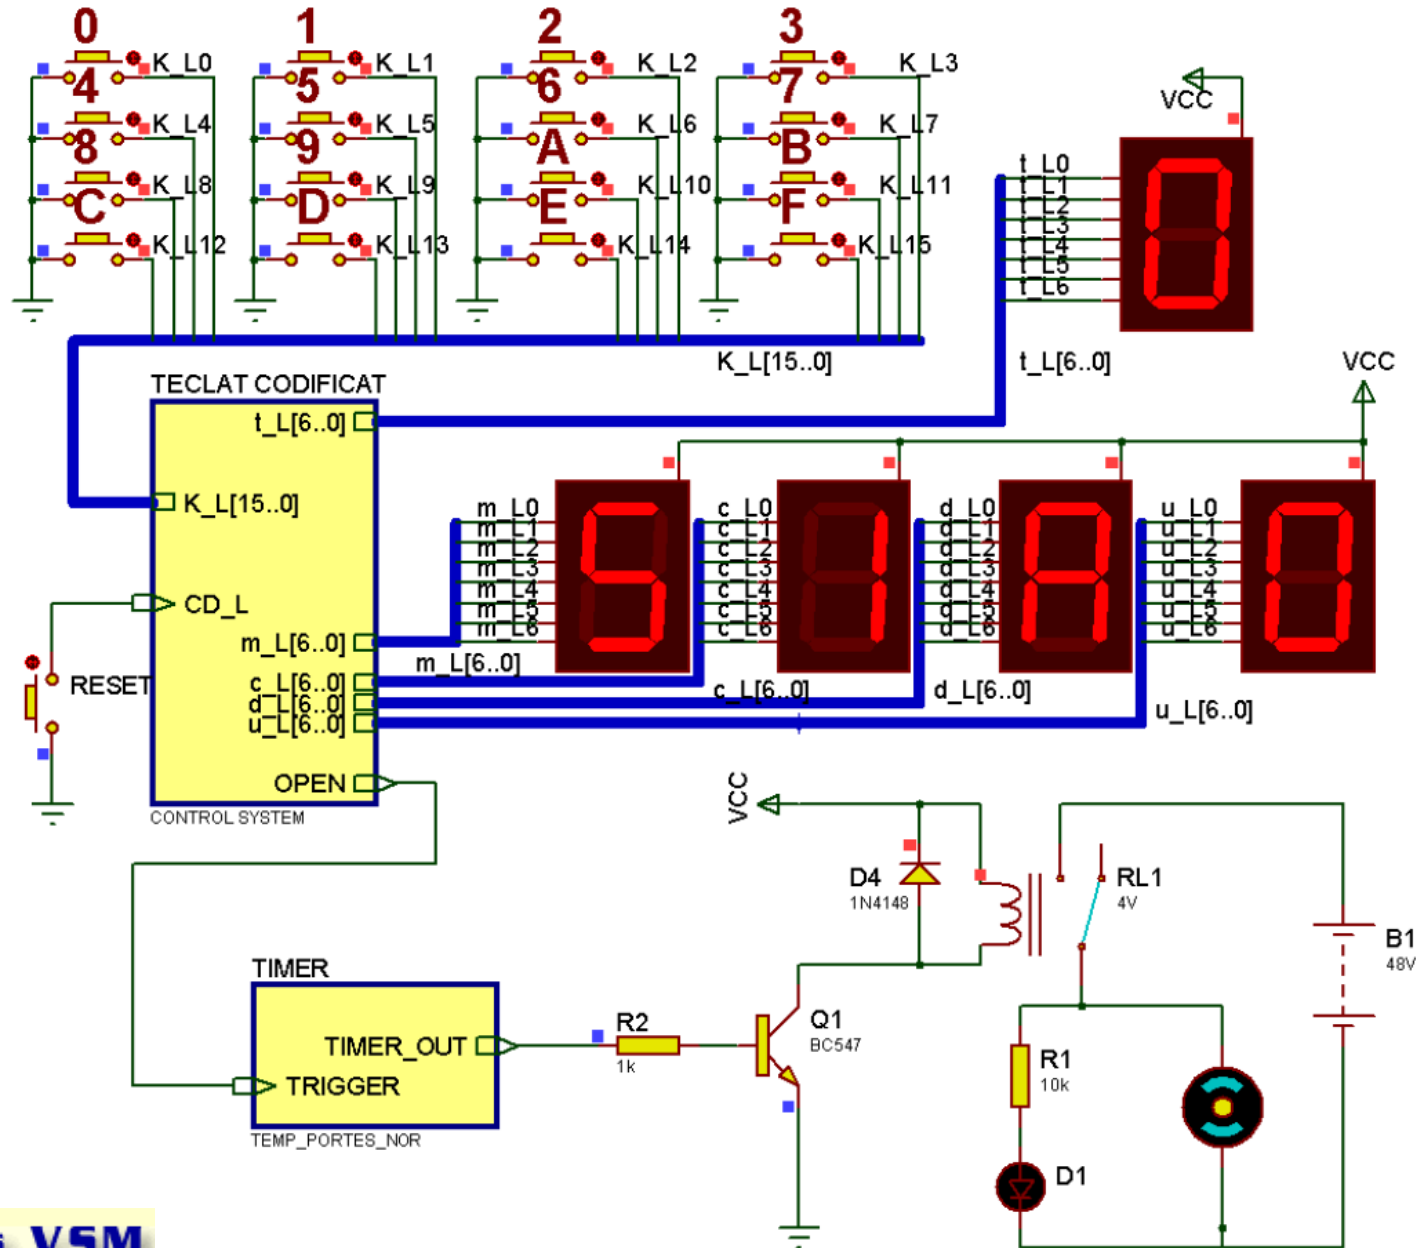 0 1 2 3
K_L0 K_L1 K_L2 K_L3
4 5 6 7
K_L4 K_L5 K_L6 K_L7
8 9 A B
K_L8 K_L9 K_L10 K_L11
C D E F
K_L12 K_L13 K_L14 K_L15
VCC
t_L0
t_L1
t_L2
t_L3
t_L4
t_L5
t_L6
0
K_L[15..0]
t_L[6..0]
VCC
TECLAT CODIFICAT
t_L[6..0]
K_L[15..0]
CD_L
m_L[6..0]
c_L[6..0]
d_L[6..0]
u_L[6..0]
OPEN
CONTROL SYSTEM
RESET
m_L0
m_L1
m_L2
m_L3
m_L4
m_L5
m_L6
m_L[6..0]
5
c_L0
c_L1
c_L2
c_L3
c_L4
c_L5
c_L6
c_L[6..0]
1
d_L0
d_L1
d_L2
d_L3
d_L4
d_L5
d_L6
d_L[6..0]
A
u_L0
u_L1
u_L2
u_L3
u_L4
u_L5
u_L6
u_L[6..0]
0
VCC
D4
1N4148
RL1
4V
B1
48V
TIMER
TIMER_OUT
TRIGGER
TEMP_PORTES_NOR
R2
1k
Q1
BC547
R1
10k
D1
VSM